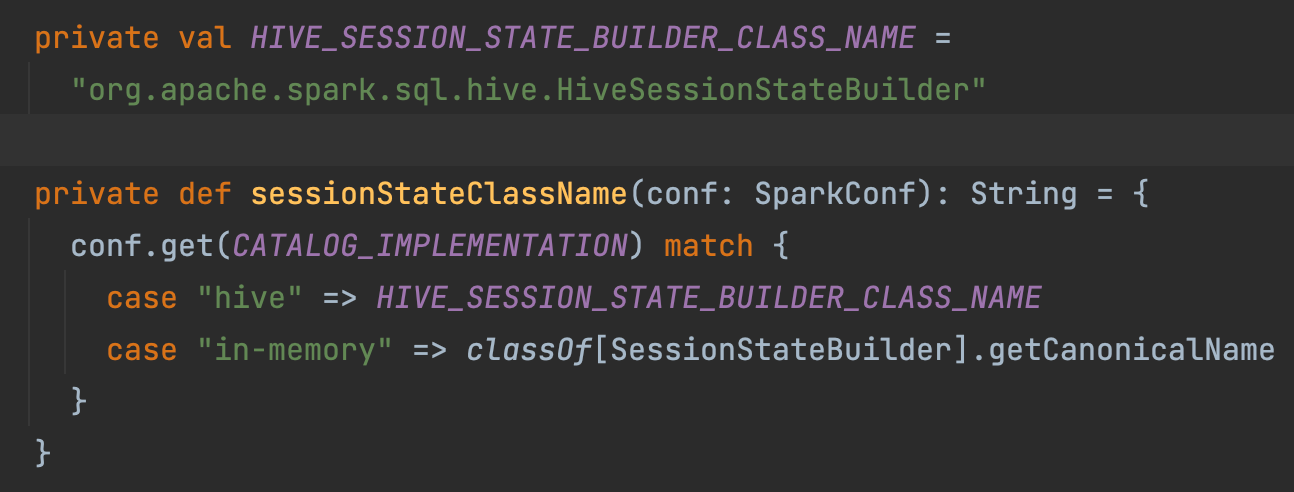 private val HIVE_SESSION_STATE_BUILDER_CLASS_NAME =
"org.apache.spark.sql.hive.HiveSessionStateBuilder"
private def sessionStateClassName(conf: SparkConf): String = {
conf.get(CATALOG_IMPLEMENTATION) match {
case "hive" => HIVE_SESSION_STATE_BUILDER_CLASS_NAME
case "in-memory" => classOf[SessionStateBuilder].getCanonicalName
}
}